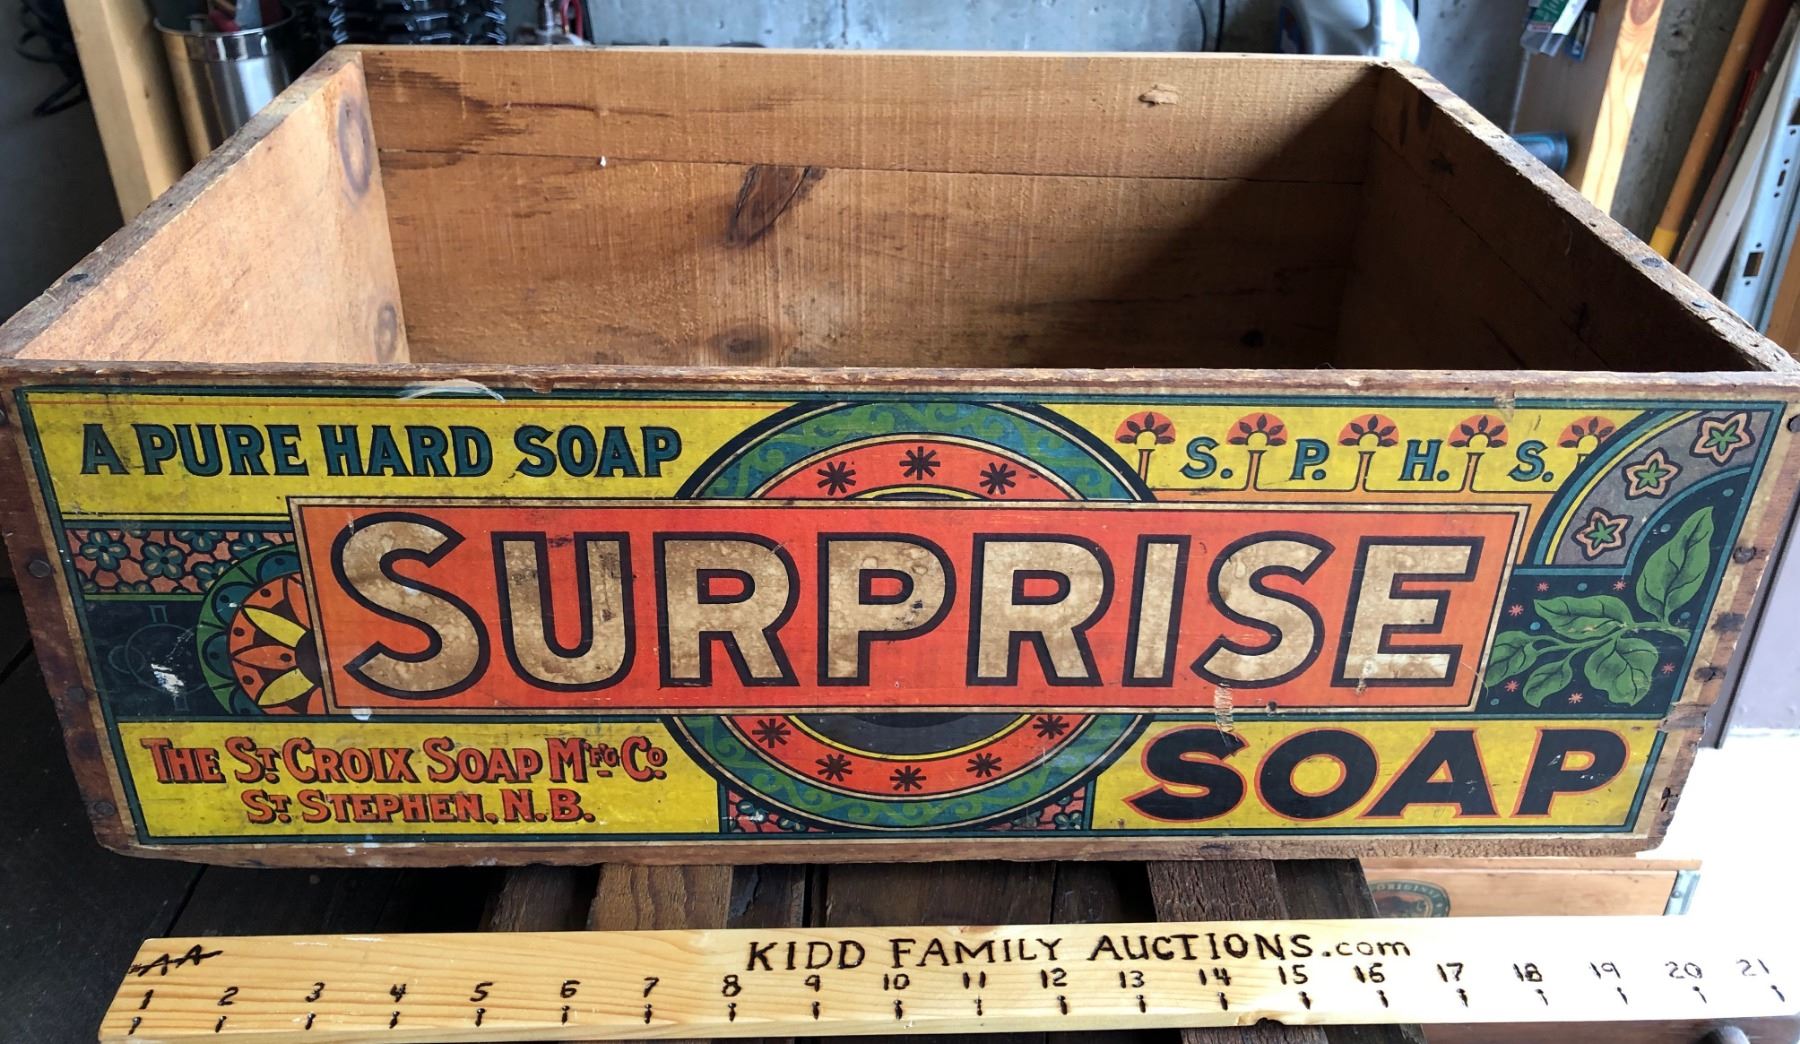 A PURE HARD SOAP
S. P. H. S.
SURPRISE
THE ST. CROIX SOAP M'F'G CO
ST. STEPHEN, N.B.
SOAP
ORIGINAL
KIDD FAMILY AUCTIONS.com
1 2 3 4 5 6 7 8 9 10 11 12 13 14 15 16 17 18 19 20 21